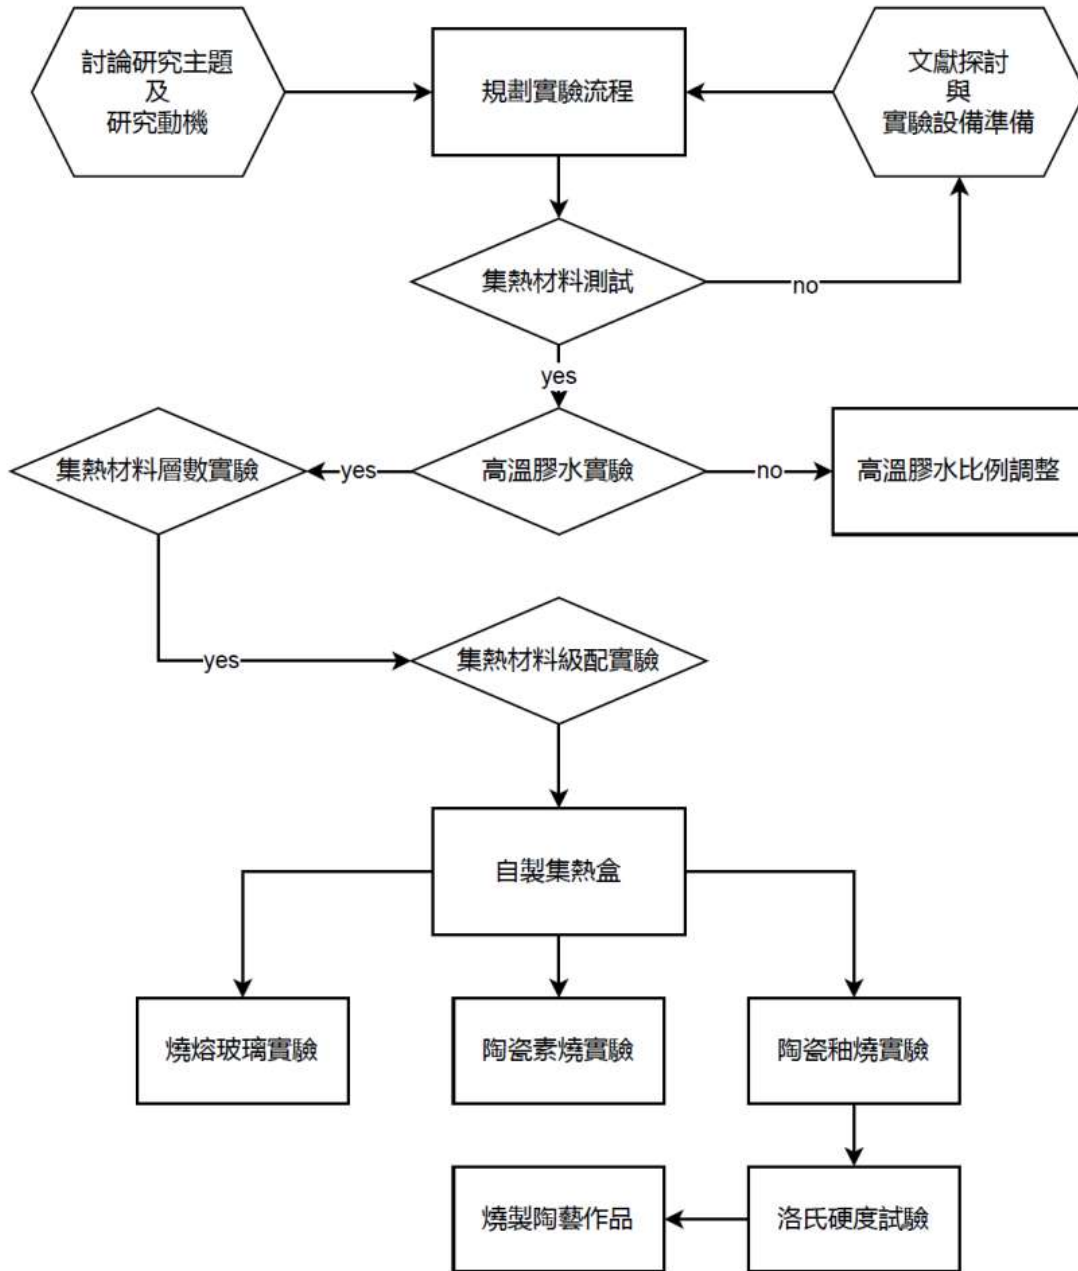 討論研究主題
及
研究動機
規劃實驗流程
文獻探討
與
實驗設備準備
集熱材料測試
no
yes
集熱材料層數實驗
yes
高溫膠水實驗
no
高溫膠水比例調整
yes
集熱材料級配實驗
自製集熱盒
燒熔玻璃實驗
陶瓷素燒實驗
陶瓷釉燒實驗
燒製陶藝作品
洛氏硬度試驗